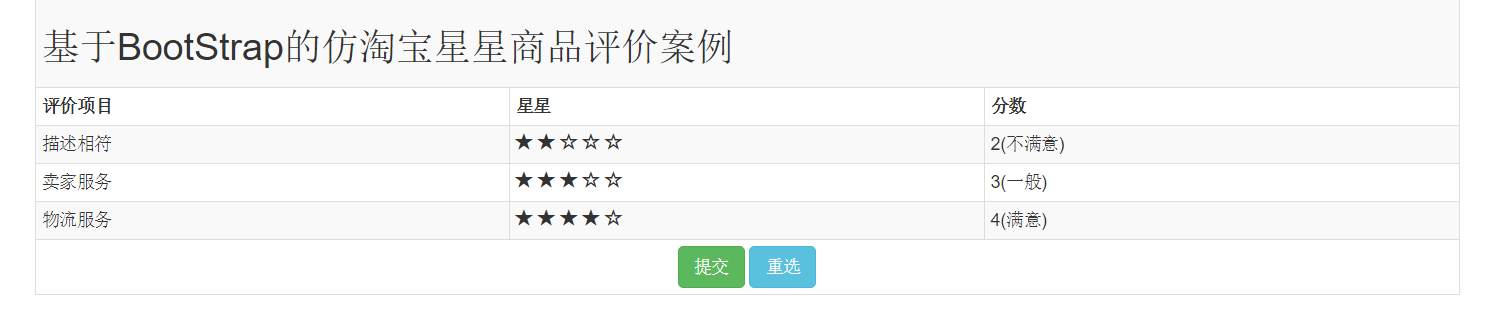 基于BootStrap的仿淘宝星星商品评价案例
评价项目 星星 分数
描述相符 ★★☆☆☆ 2(不满意)
卖家服务 ★★★☆☆ 3(一般)
物流服务 ★★★★☆ 4(满意)
提交 重选